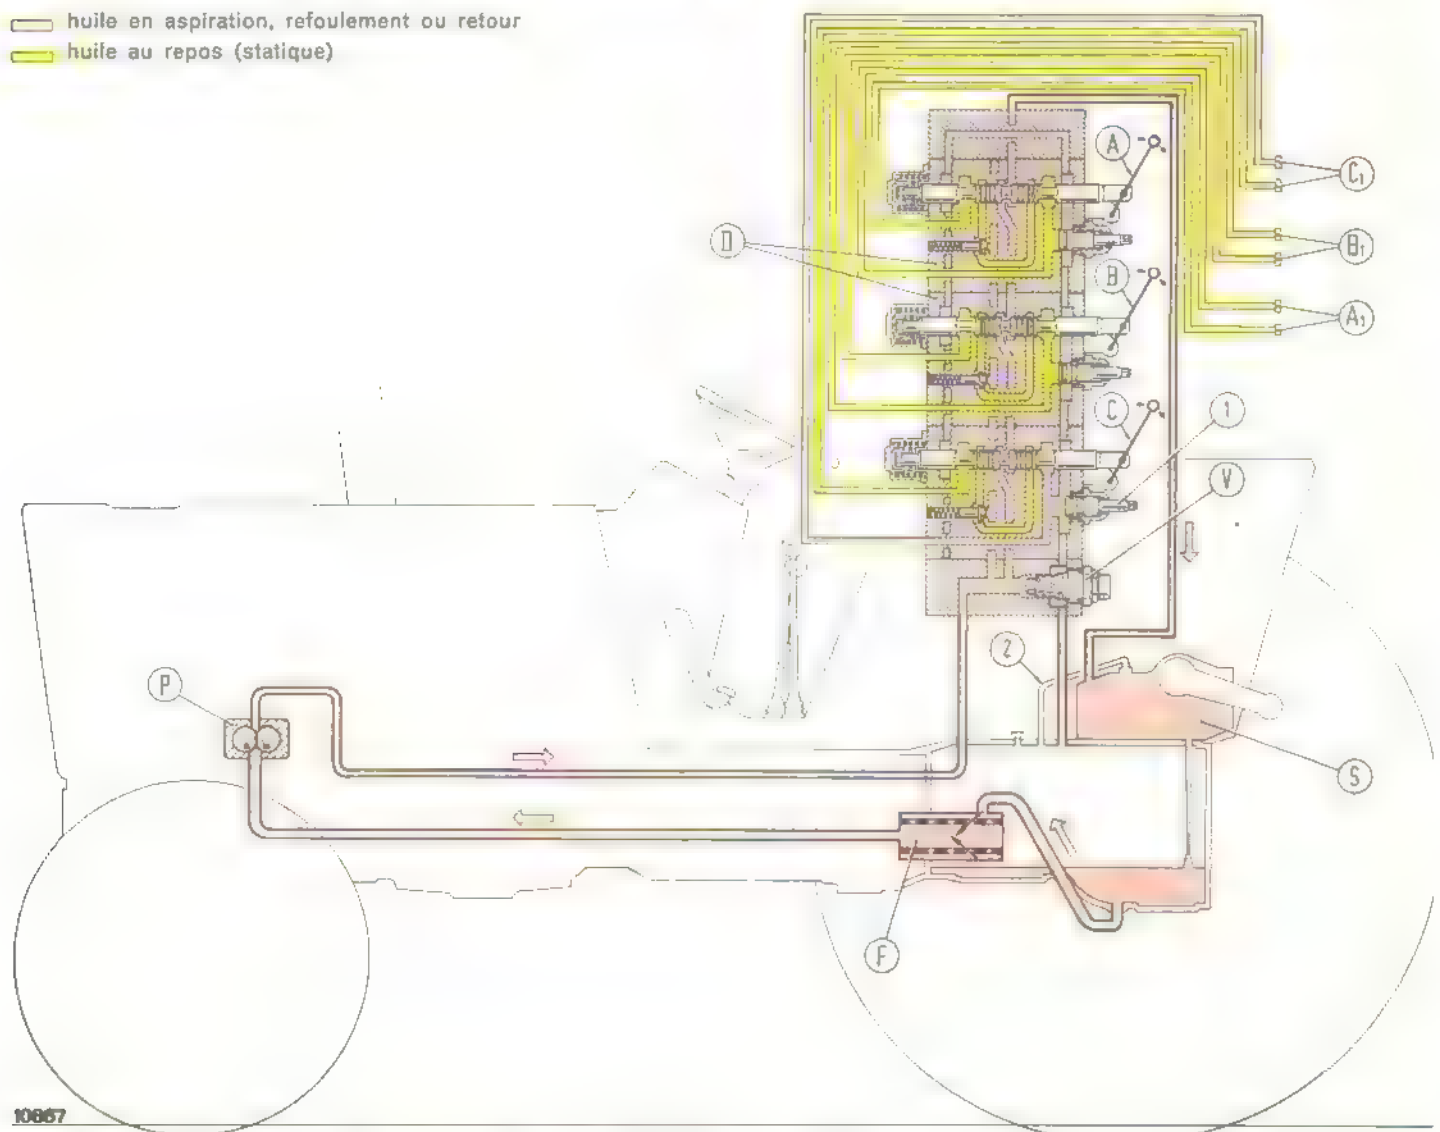 huile en aspiration, refoulement ou retour
huile au repos (statique)
A
C₁
D
B₁
B
A₁
C
1
V
2
P
S
F
10867